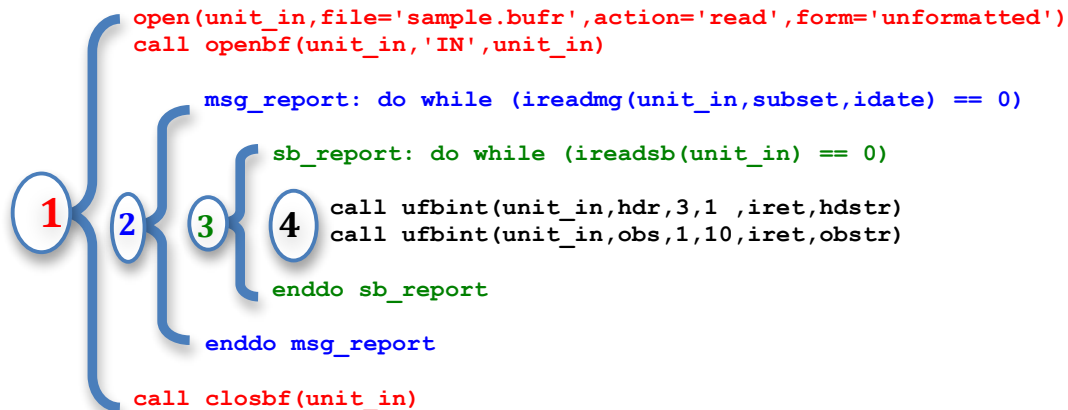 open(unit_in,file='sample.bufr',action='read',form='unformatted')
call openbf(unit_in,'IN',unit_in)
msg_report: do while (ireadmg(unit_in,subset,idate) == 0)
sb_report: do while (ireadsb(unit_in) == 0)
1 2 3 4
call ufbint(unit_in,hdr,3,1 ,iret,hdstr)
call ufbint(unit_in,obs,1,10,iret,obstr)
enddo sb_report
enddo msg_report
call closbf(unit_in)